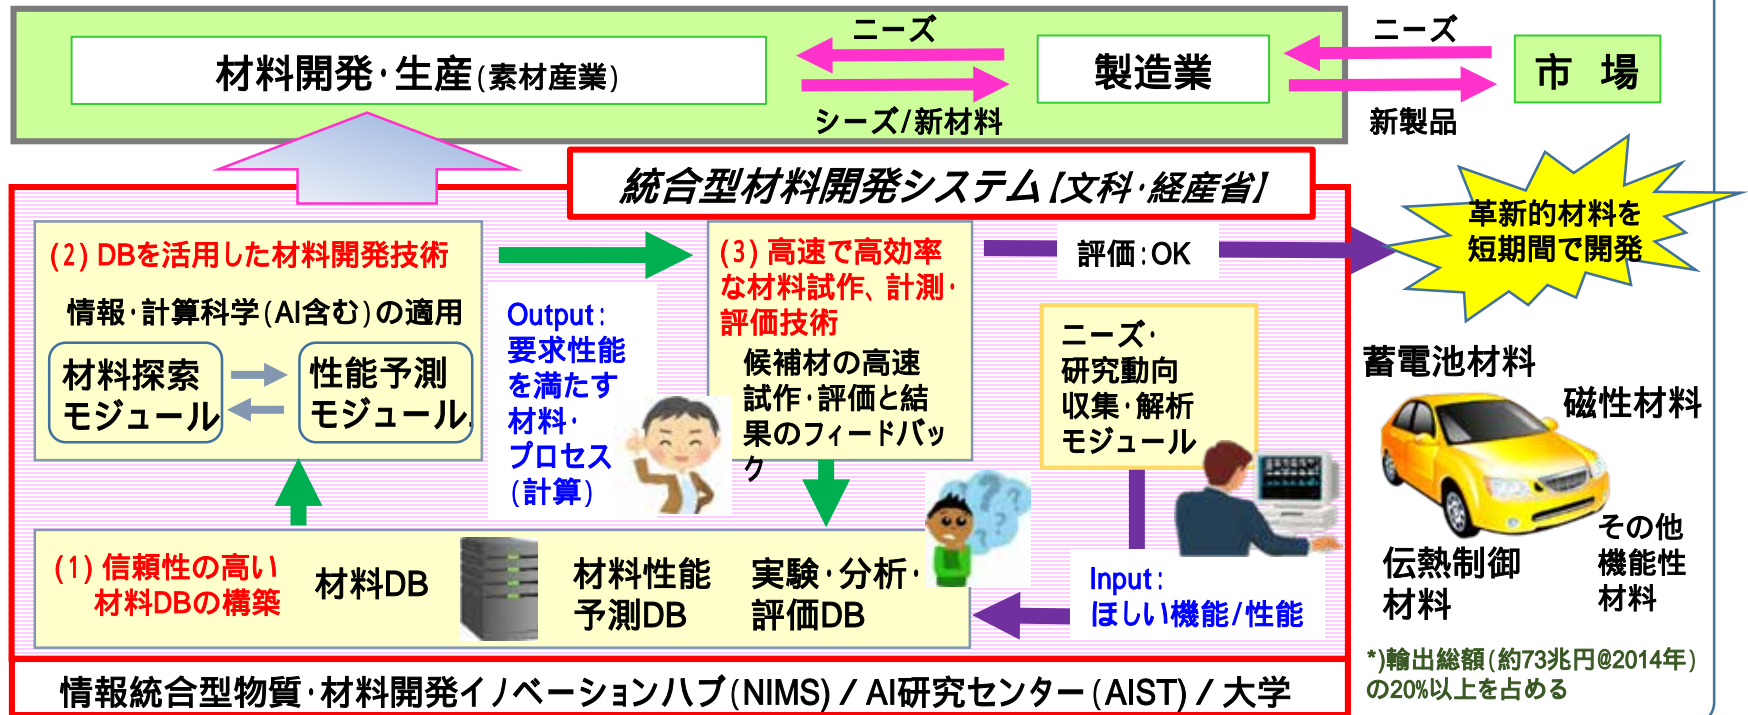 ニーズ
ニーズ
材料開発・生産(素材産業)
製造業
市 場
シーズ/新材料
新製品
統合型材料開発システム【文科・経産省】
革新的材料を
短期間で開発
(2) DBを活用した材料開発技術
情報・計算科学(AI含む)の適用
材料探索
モジュール
性能予測
モジュール
Output:
要求性能
を満たす
材料・
プロセス
(計算)
(3) 高速で高効率
な材料試作、計測・
評価技術
候補材の高速
試作・評価と結
果のフィードバッ
ク
評価:OK
ニーズ・
研究動向
収集・解析
モジュール
蓄電池材料
磁性材料
伝熱制御
材料
その他
機能性
材料
(1) 信頼性の高い
材料DBの構築
材料DB
材料性能
予測DB
実験・分析・
評価DB
Input:
ほしい機能/性能
*)輸出総額(約73兆円@2014年)
の20%以上を占める
情報統合型物質・材料開発イノベーションハブ(NIMS) / AI研究センター(AIST) / 大学